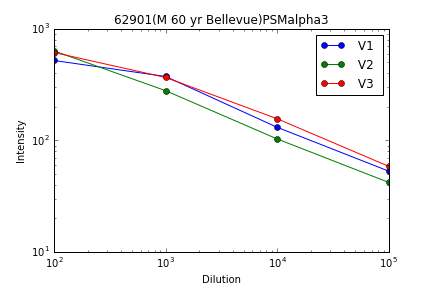 62901(M 60 yr Bellevue)PSMalpha3
10³
10²
10¹
Intensity
V1
V2
V3
10² 10³ 10⁴ 10⁵
Dilution